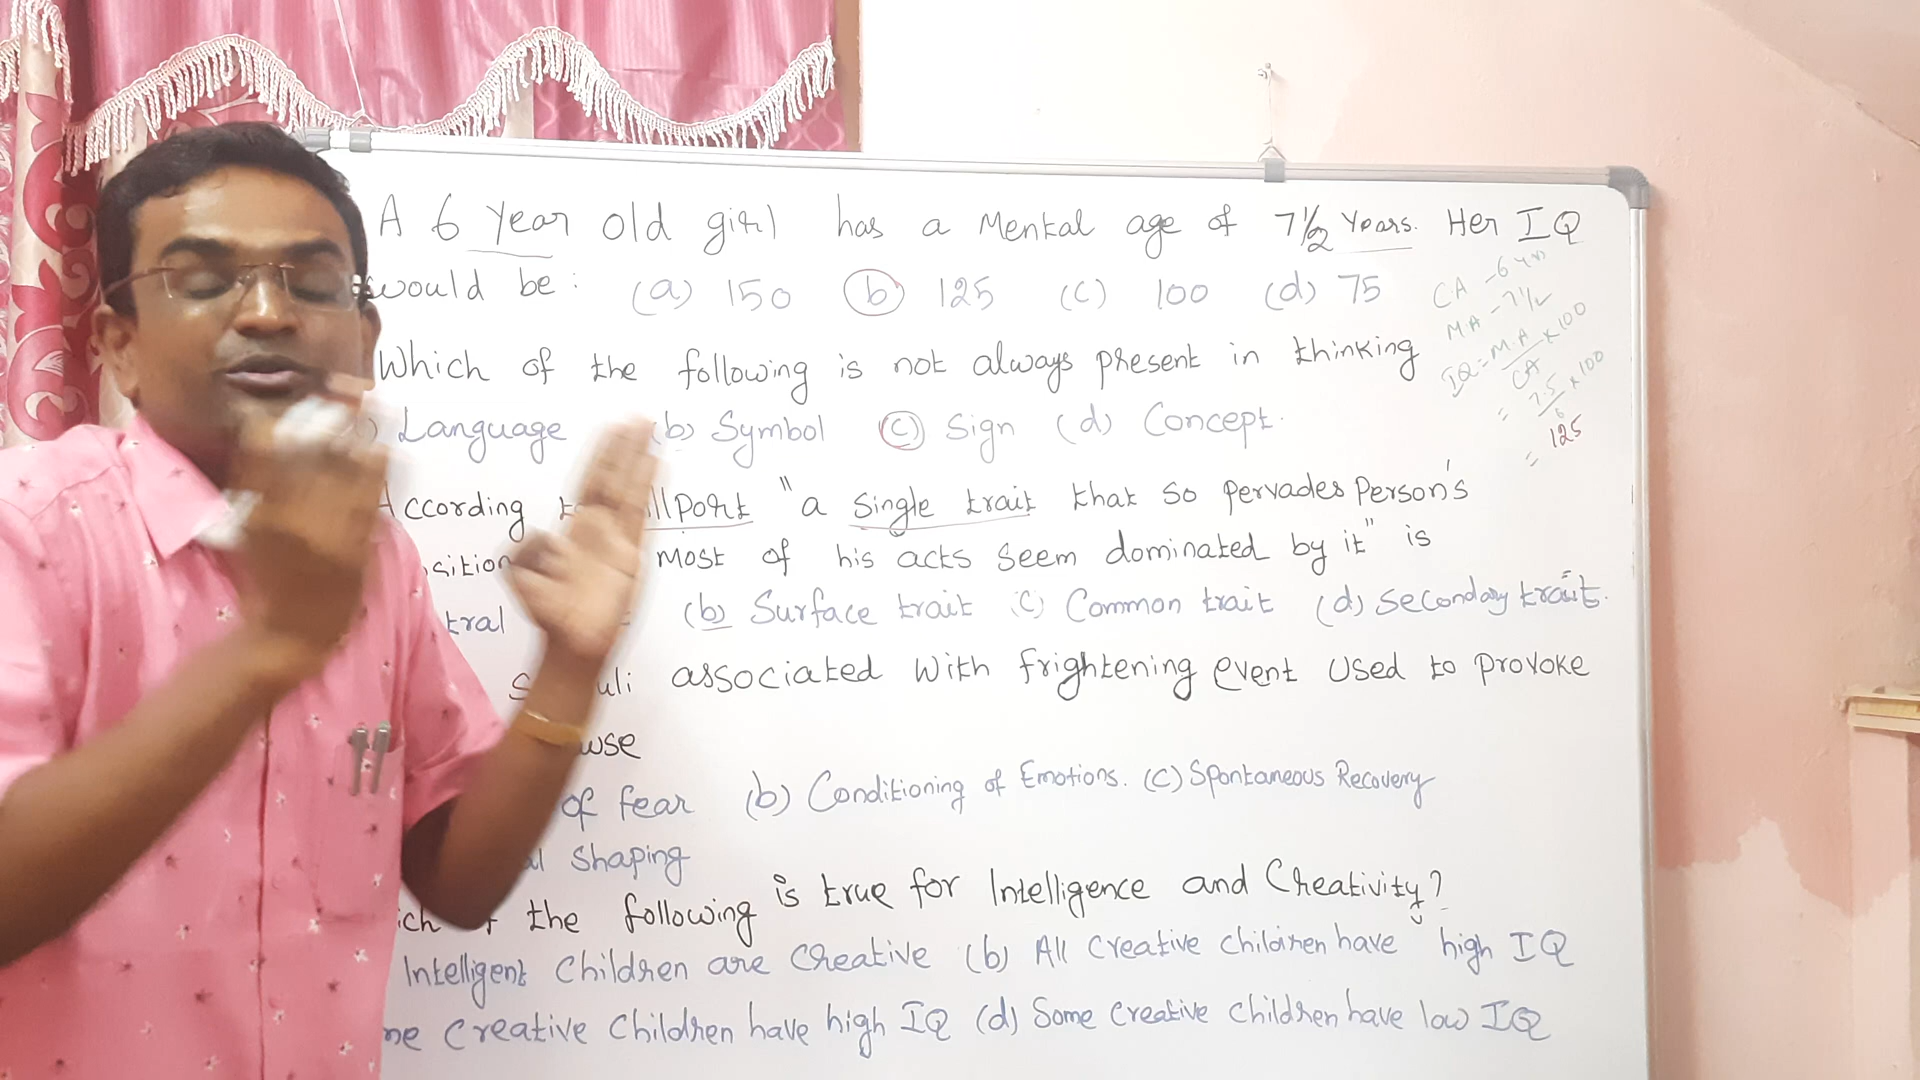 A 6 Year old girl has a Mental age of 7½ Years. Her IQ
would be: (a) 150 (b) 125 (c) 100 (d) 75
CA - 6 yrs
M.A - 7½
IQ = M.A/CA × 100
= 7.5/6 × 100
= 125
Which of the following is not always present in thinking
Language (b) Symbol (c) Sign (d) Concept.
According llport "a single trait that so pervades person's
most of his acts seem dominated by it" is
tral (b) Surface trait (c) Common trait (d) secondary trait.
uli associated with frightening event used to provoke
of fear (b) Conditioning of Emotions. (c) Spontaneous Recovery
shaping
the following is true for Intelligence and Creativity?
Intelligent Children are Creative (b) All creative children have high IQ
creative children have high IQ (d) Some creative children have low IQ